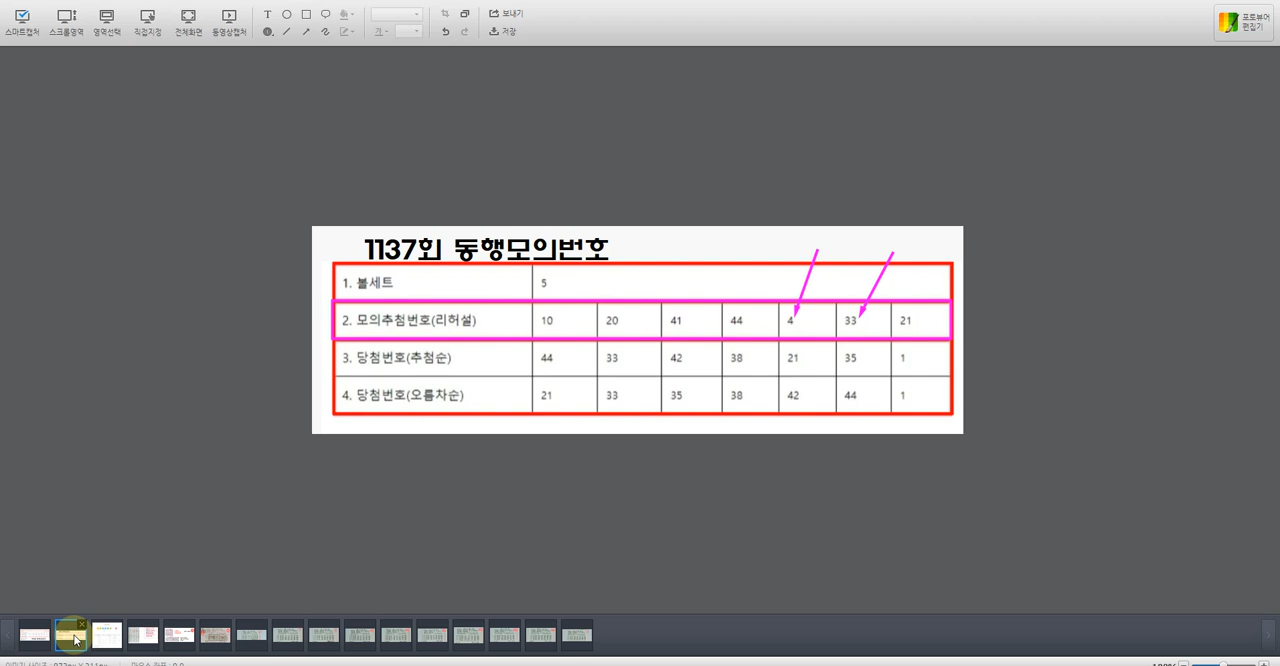 스마트캡처 스크롤영역 영역선택 직접지정 전체화면 동영상캡처 T 보내기 저장 포토뷰어 편집기
1137회 동행모의번호
1. 볼세트 5
2. 모의추첨번호(리허설) 10 20 41 44 4 33 21
3. 당첨번호(추첨순) 44 33 42 38 21 35 1
4. 당첨번호(오름차순) 21 33 35 38 42 44 1